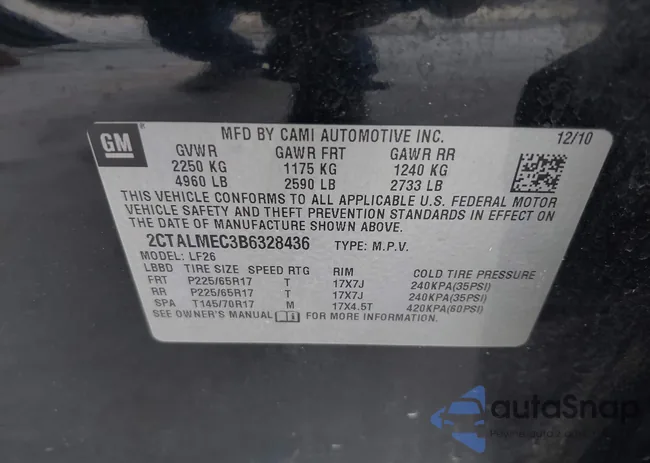 GM
MFD BY CAMI AUTOMOTIVE INC. 12/10
GVWR GAWR FRT GAWR RR
2250 KG 1175 KG 1240 KG
4960 LB 2590 LB 2733 LB
THIS VEHICLE CONFORMS TO ALL APPLICABLE U.S. FEDERAL MOTOR
VEHICLE SAFETY AND THEFT PREVENTION STANDARDS IN EFFECT ON
THE DATE OF MANUFACTURE SHOWN ABOVE.
2CTALMEC3B6328436 TYPE: M.P.V.
MODEL: LF26
LBBD TIRE SIZE SPEED RTG RIM COLD TIRE PRESSURE
FRT P225/65R17 T 17X7J 240KPA(35PSI)
RR P225/65R17 T 17X7J 240KPA(35PSI)
SPA T145/70R17 M 17X4.5T 420KPA(60PSI)
SEE OWNER'S MANUAL FOR MORE INFORMATION.
autaSnap